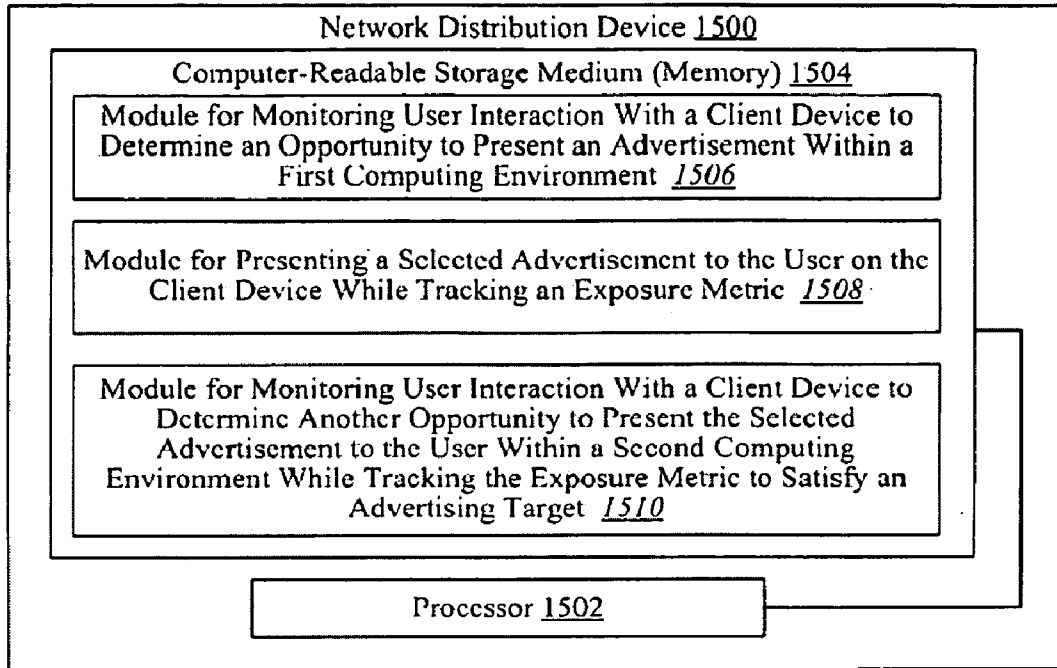 Network Distribution Device 1500
Computer-Readable Storage Medium (Memory) 1504
Module for Monitoring User Interaction With a Client Device to
Determine an Opportunity to Present an Advertisement Within a
First Computing Environment 1506
Module for Presenting a Selected Advertisement to the User on the
Client Device While Tracking an Exposure Metric 1508
Module for Monitoring User Interaction With a Client Device to
Determine Another Opportunity to Present the Selected
Advertisement to the User Within a Second Computing
Environment While Tracking the Exposure Metric to Satisfy an
Advertising Target 1510
Processor 1502